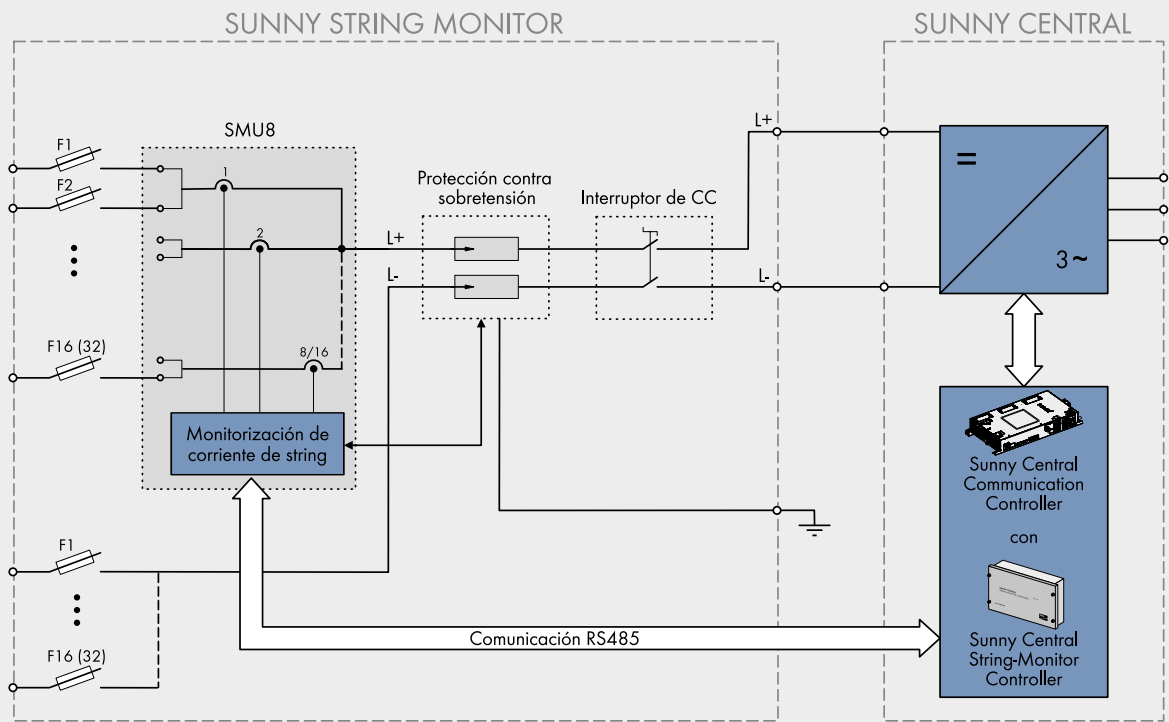 SUNNY STRING MONITOR
SUNNY CENTRAL
SMU8
F1
F2
F16 (32)
1
2
8/16
Monitorización de
corriente de string
L+
L-
Protección contra
sobretensión
Interruptor de CC
L+
L-
=
3~
Sunny Central
Communication
Controller
con
Sunny Central
String-Monitor
Controller
F1
F16 (32)
Comunicación RS485